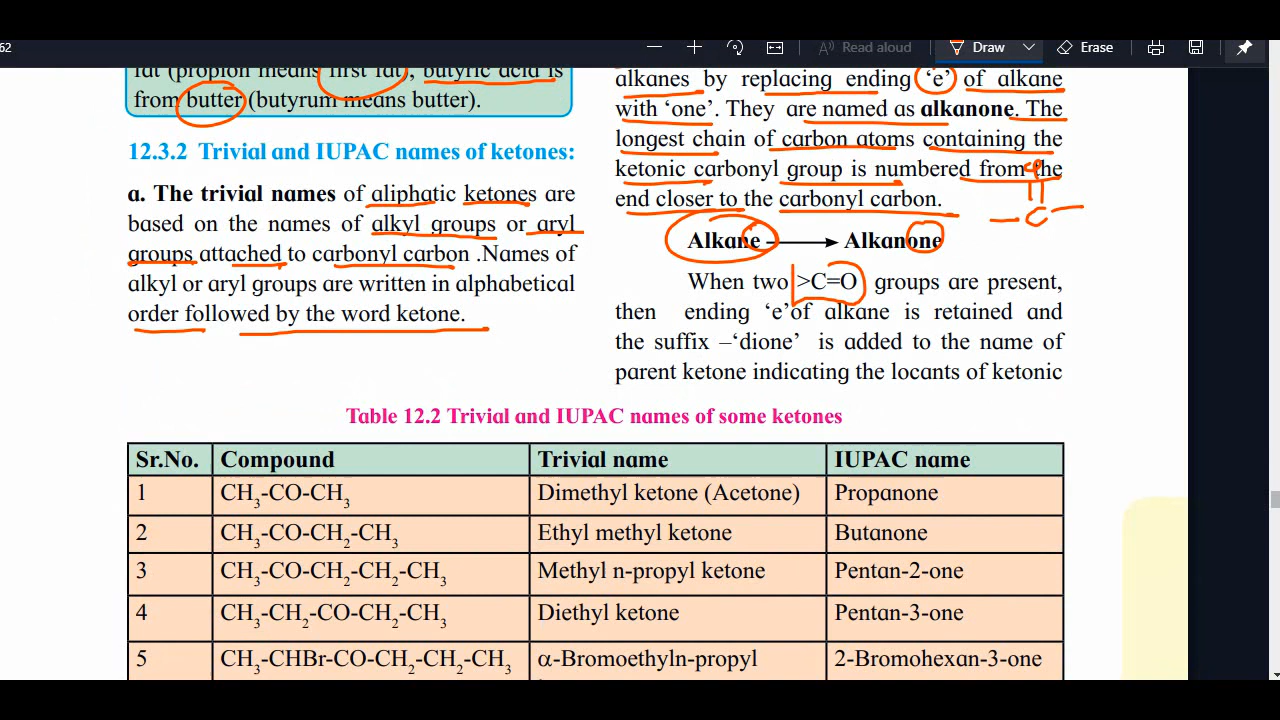 62
Read aloud
Draw
Erase
fat (propion means first fat), butyric acid is
from butter (butyrum means butter).
12.3.2 Trivial and IUPAC names of ketones:
a. The trivial names of aliphatic ketones are
based on the names of alkyl groups or aryl
groups attached to carbonyl carbon .Names of
alkyl or aryl groups are written in alphabetical
order followed by the word ketone.
alkanes by replacing ending ‘e’ of alkane
with ‘one’. They are named as alkanone. The
longest chain of carbon atoms containing the
ketonic carbonyl group is numbered from the
end closer to the carbonyl carbon.
Alkane → Alkanone
When two >C=O groups are present,
then ending ‘e’of alkane is retained and
the suffix –‘dione’ is added to the name of
parent ketone indicating the locants of ketonic
Table 12.2 Trivial and IUPAC names of some ketones
Sr.No. Compound Trivial name IUPAC name
1 CH₃-CO-CH₃ Dimethyl ketone (Acetone) Propanone
2 CH₃-CO-CH₂-CH₃ Ethyl methyl ketone Butanone
3 CH₃-CO-CH₂-CH₂-CH₃ Methyl n-propyl ketone Pentan-2-one
4 CH₃-CH₂-CO-CH₂-CH₃ Diethyl ketone Pentan-3-one
5 CH₃-CHBr-CO-CH₂-CH₂-CH₃ α-Bromoethyln-propyl 2-Bromohexan-3-one